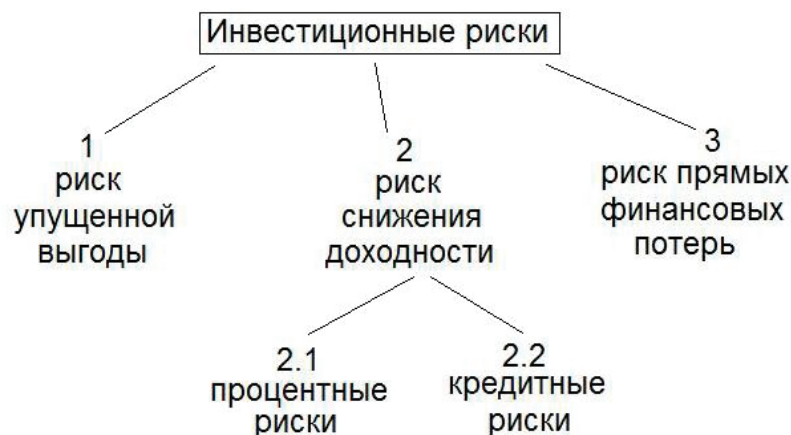 Инвестиционные риски
1
риск
упущенной
выгоды
2
риск
снижения
доходности
3
риск прямых
финансовых
потерь
2.1
процентные
риски
2.2
кредитные
риски